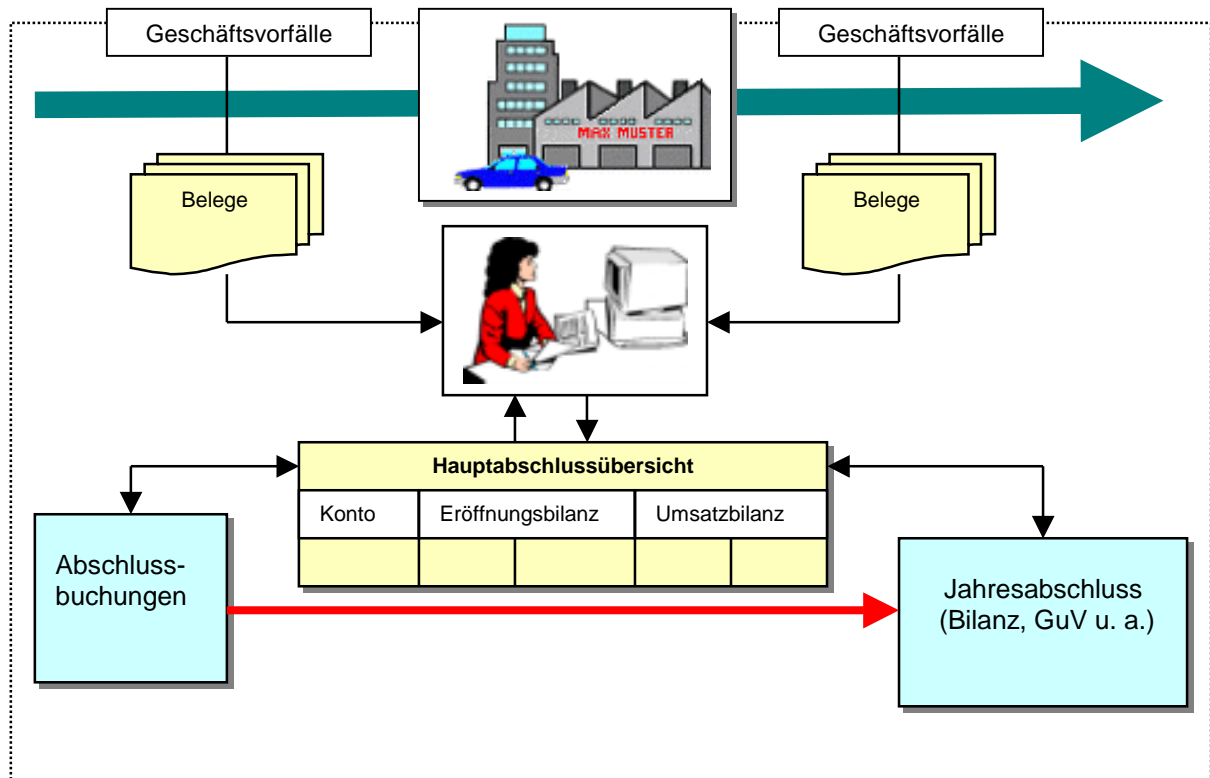 Geschäftsvorfälle
Geschäftsvorfälle
MAX MUSTER
Belege
Belege
Hauptabschlussübersicht
Konto Eröffnungsbilanz Umsatzbilanz
Abschluss-
buchungen
Jahresabschluss
(Bilanz, GuV u. a.)